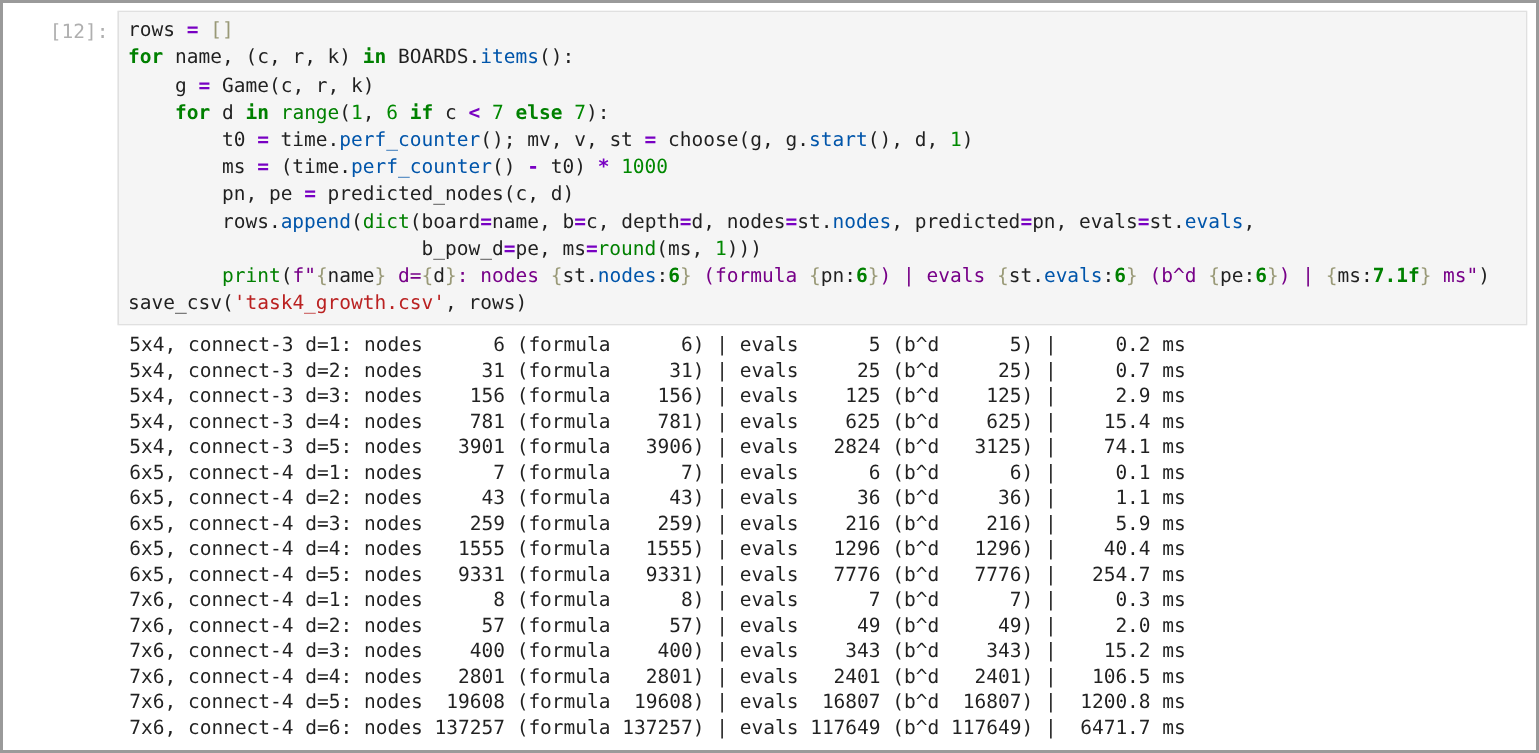 [12]: rows = []
for name, (c, r, k) in BOARDS.items():
    g = Game(c, r, k)
    for d in range(1, 6 if c < 7 else 7):
        t0 = time.perf_counter(); mv, v, st = choose(g, g.start(), d, 1)
        ms = (time.perf_counter() - t0) * 1000
        pn, pe = predicted_nodes(c, d)
        rows.append(dict(board=name, b=c, depth=d, nodes=st.nodes, predicted=pn, evals=st.evals,
                         b_pow_d=pe, ms=round(ms, 1)))
        print(f"{name} d={d}: nodes {st.nodes:6} (formula {pn:6}) | evals {st.evals:6} (b^d {pe:6}) | {ms:7.1f} ms")
save_csv('task4_growth.csv', rows)
5x4, connect-3 d=1: nodes      6 (formula      6) | evals      5 (b^d      5) |     0.2 ms
5x4, connect-3 d=2: nodes     31 (formula     31) | evals     25 (b^d     25) |     0.7 ms
5x4, connect-3 d=3: nodes    156 (formula    156) | evals    125 (b^d    125) |     2.9 ms
5x4, connect-3 d=4: nodes    781 (formula    781) | evals    625 (b^d    625) |    15.4 ms
5x4, connect-3 d=5: nodes   3901 (formula   3906) | evals   2824 (b^d   3125) |    74.1 ms
6x5, connect-4 d=1: nodes      7 (formula      7) | evals      6 (b^d      6) |     0.1 ms
6x5, connect-4 d=2: nodes     43 (formula     43) | evals     36 (b^d     36) |     1.1 ms
6x5, connect-4 d=3: nodes    259 (formula    259) | evals    216 (b^d    216) |     5.9 ms
6x5, connect-4 d=4: nodes   1555 (formula   1555) | evals   1296 (b^d   1296) |    40.4 ms
6x5, connect-4 d=5: nodes   9331 (formula   9331) | evals   7776 (b^d   7776) |   254.7 ms
7x6, connect-4 d=1: nodes      8 (formula      8) | evals      7 (b^d      7) |     0.3 ms
7x6, connect-4 d=2: nodes     57 (formula     57) | evals     49 (b^d     49) |     2.0 ms
7x6, connect-4 d=3: nodes    400 (formula    400) | evals    343 (b^d    343) |    15.2 ms
7x6, connect-4 d=4: nodes   2801 (formula   2801) | evals   2401 (b^d   2401) |   106.5 ms
7x6, connect-4 d=5: nodes  19608 (formula  19608) | evals  16807 (b^d  16807) |  1200.8 ms
7x6, connect-4 d=6: nodes 137257 (formula 137257) | evals 117649 (b^d 117649) |  6471.7 ms